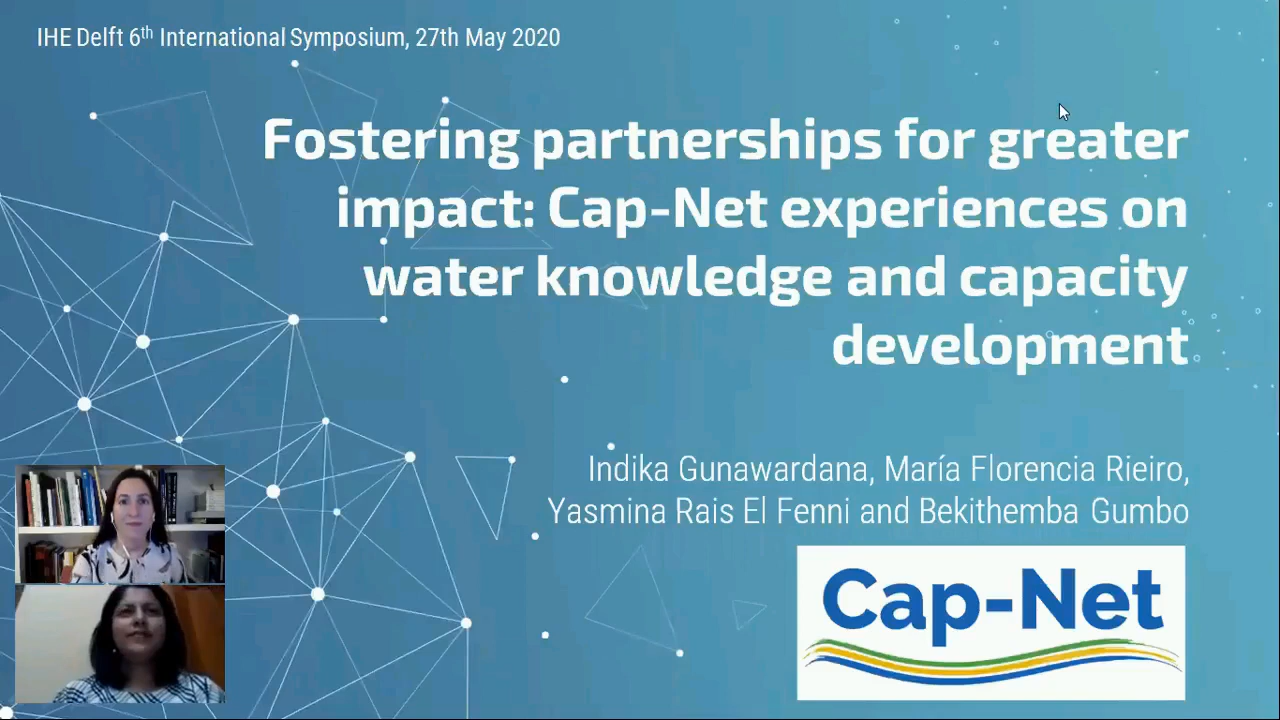 IHE Delft 6th International Symposium, 27th May 2020
Fostering partnerships for greater
impact: Cap-Net experiences on
water knowledge and capacity
development
Indika Gunawardana, María Florencia Rieiro,
Yasmina Rais El Fenni and Bekithemba Gumbo
Cap-Net